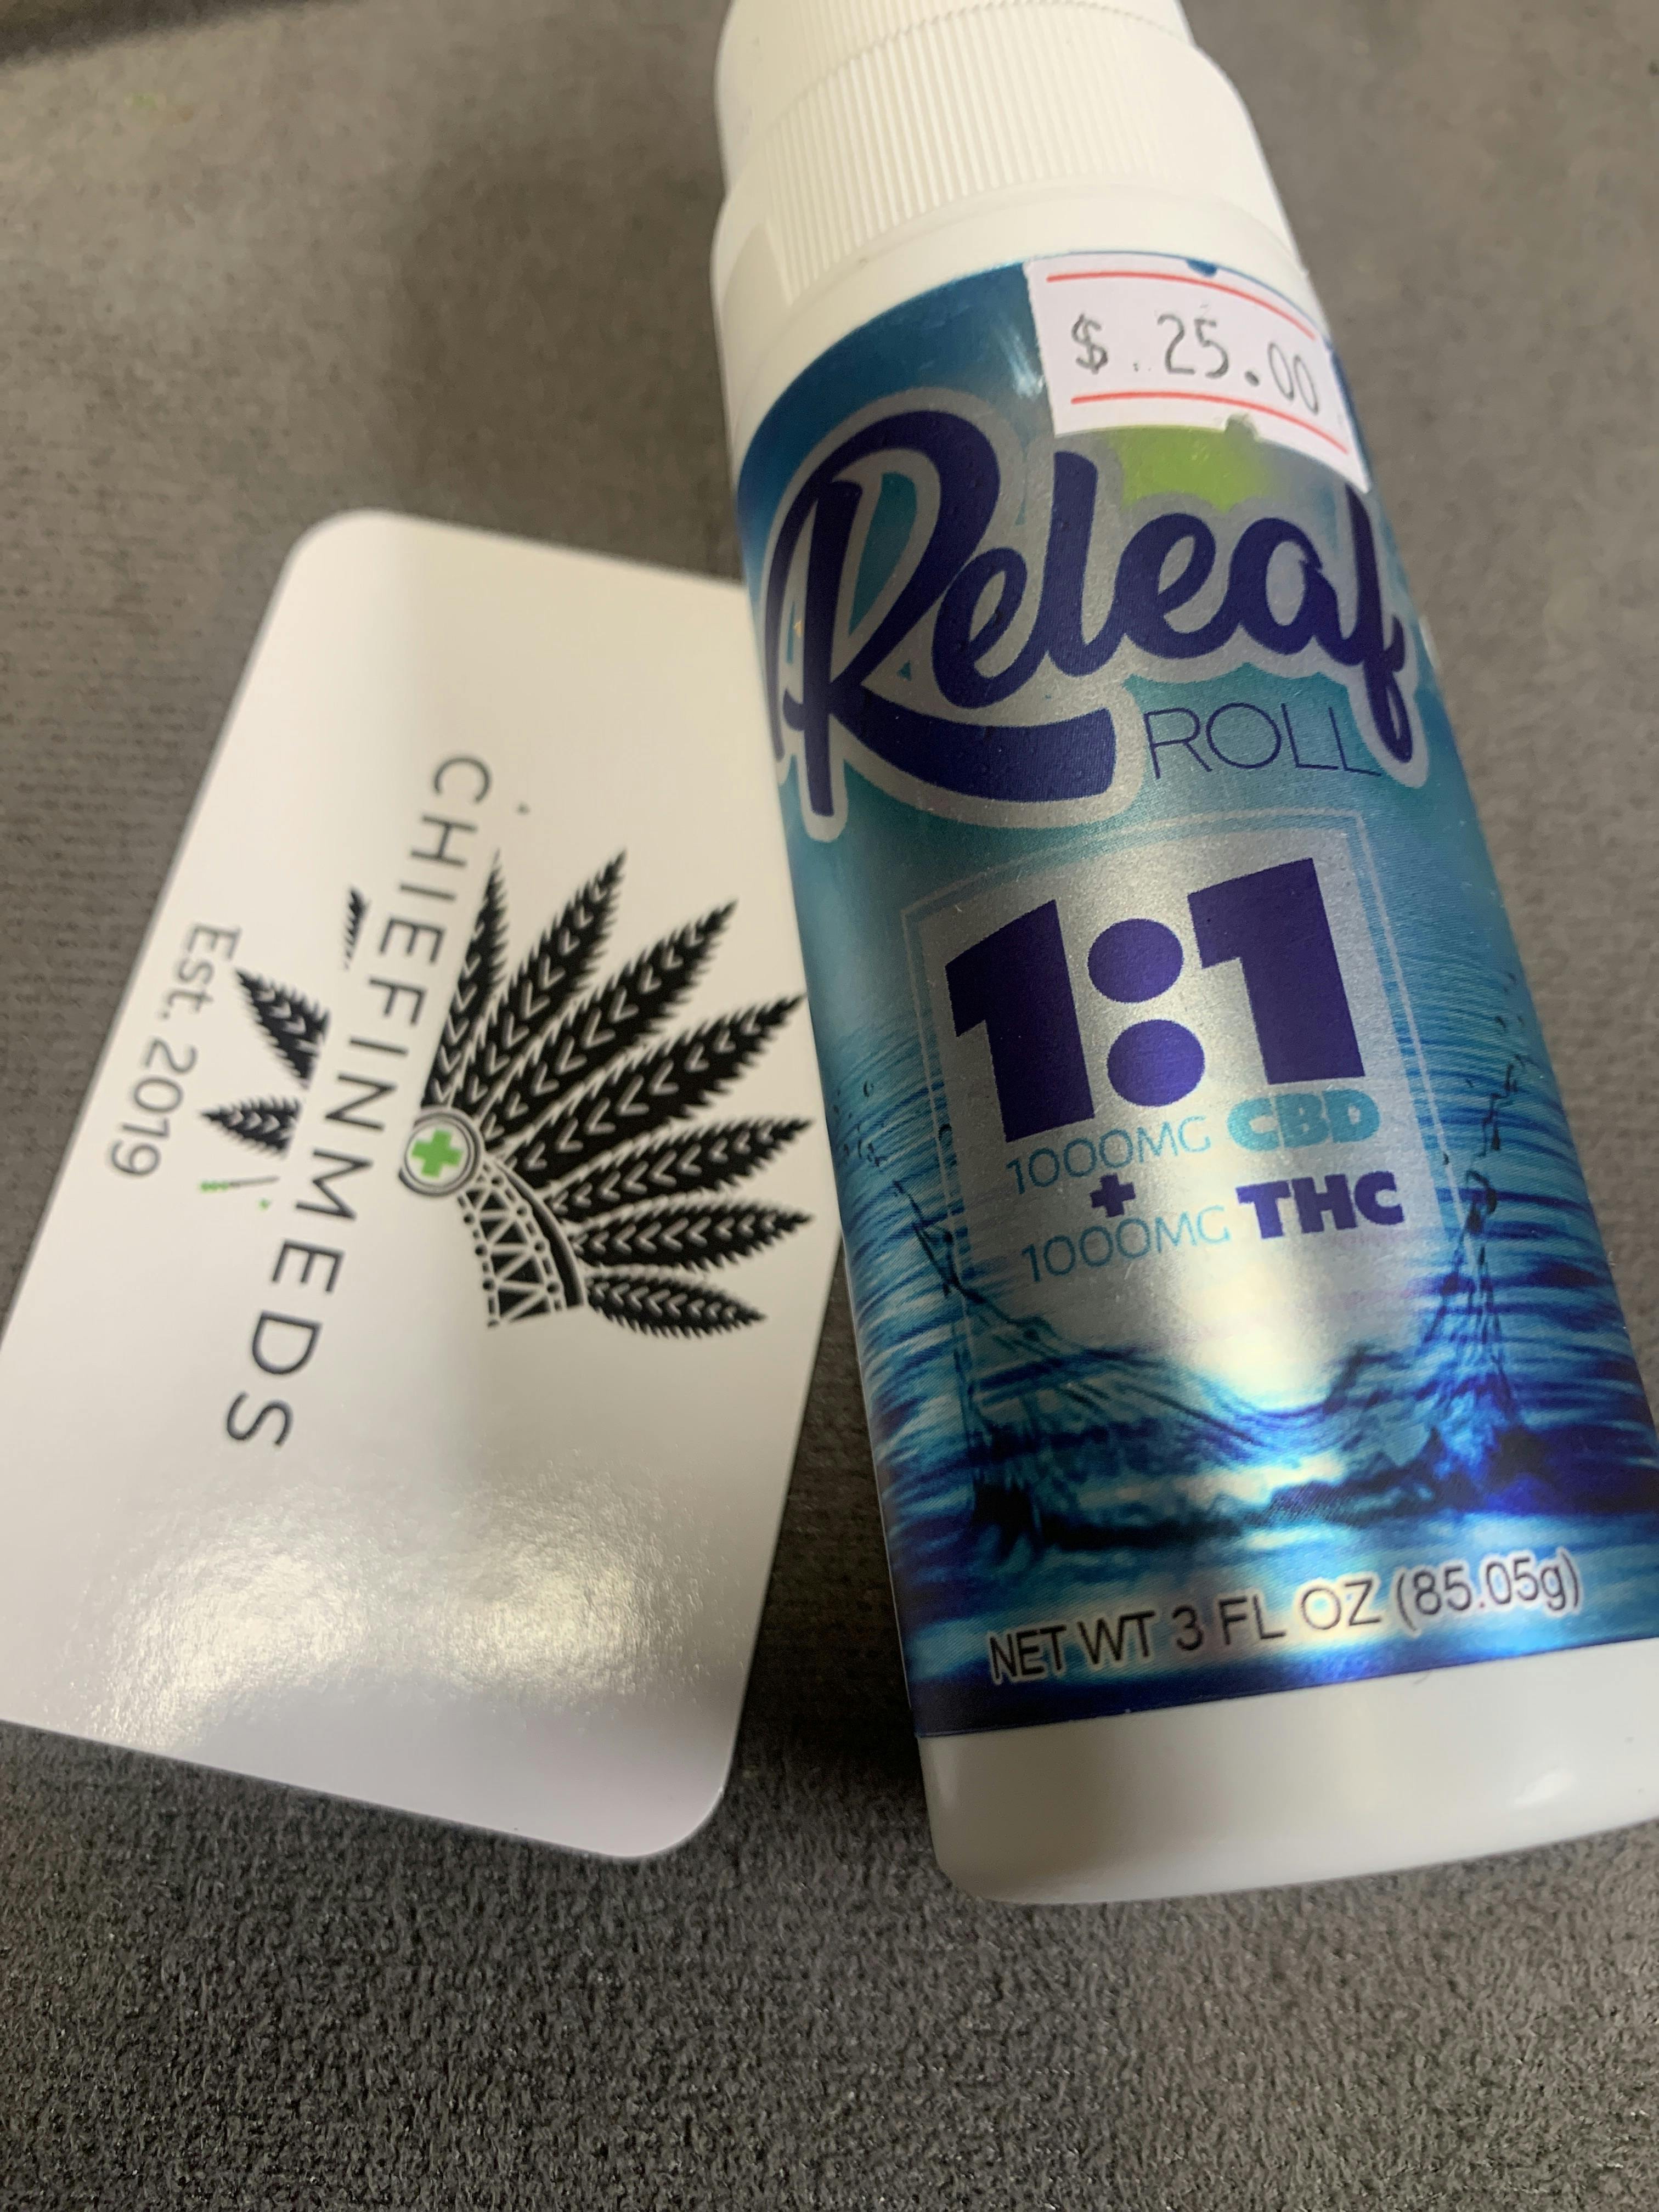 $ 25.00
Releaf
ROLL
1:1
1000MG CBD
+
1000MG THC
NET WT 3 FL OZ (85.05g)
CHIEFINMEDS
Est. 2019